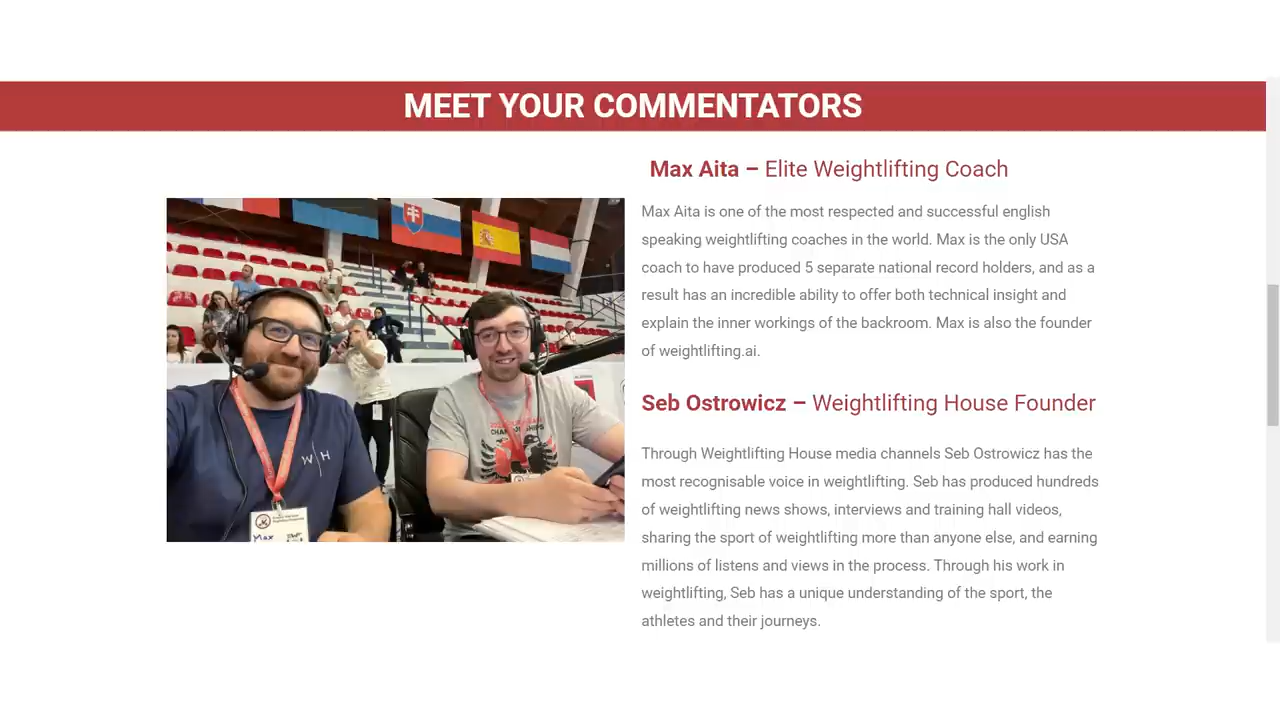 MEET YOUR COMMENTATORS
Max Aita – Elite Weightlifting Coach
Max Aita is one of the most respected and successful english
speaking weightlifting coaches in the world. Max is the only USA
coach to have produced 5 separate national record holders, and as a
result has an incredible ability to offer both technical insight and
explain the inner workings of the backroom. Max is also the founder
of weightlifting.ai.
Seb Ostrowicz – Weightlifting House Founder
Through Weightlifting House media channels Seb Ostrowicz has the
most recognisable voice in weightlifting. Seb has produced hundreds
of weightlifting news shows, interviews and training hall videos,
sharing the sport of weightlifting more than anyone else, and earning
millions of listens and views in the process. Through his work in
weightlifting, Seb has a unique understanding of the sport, the
athletes and their journeys.
W H
Max